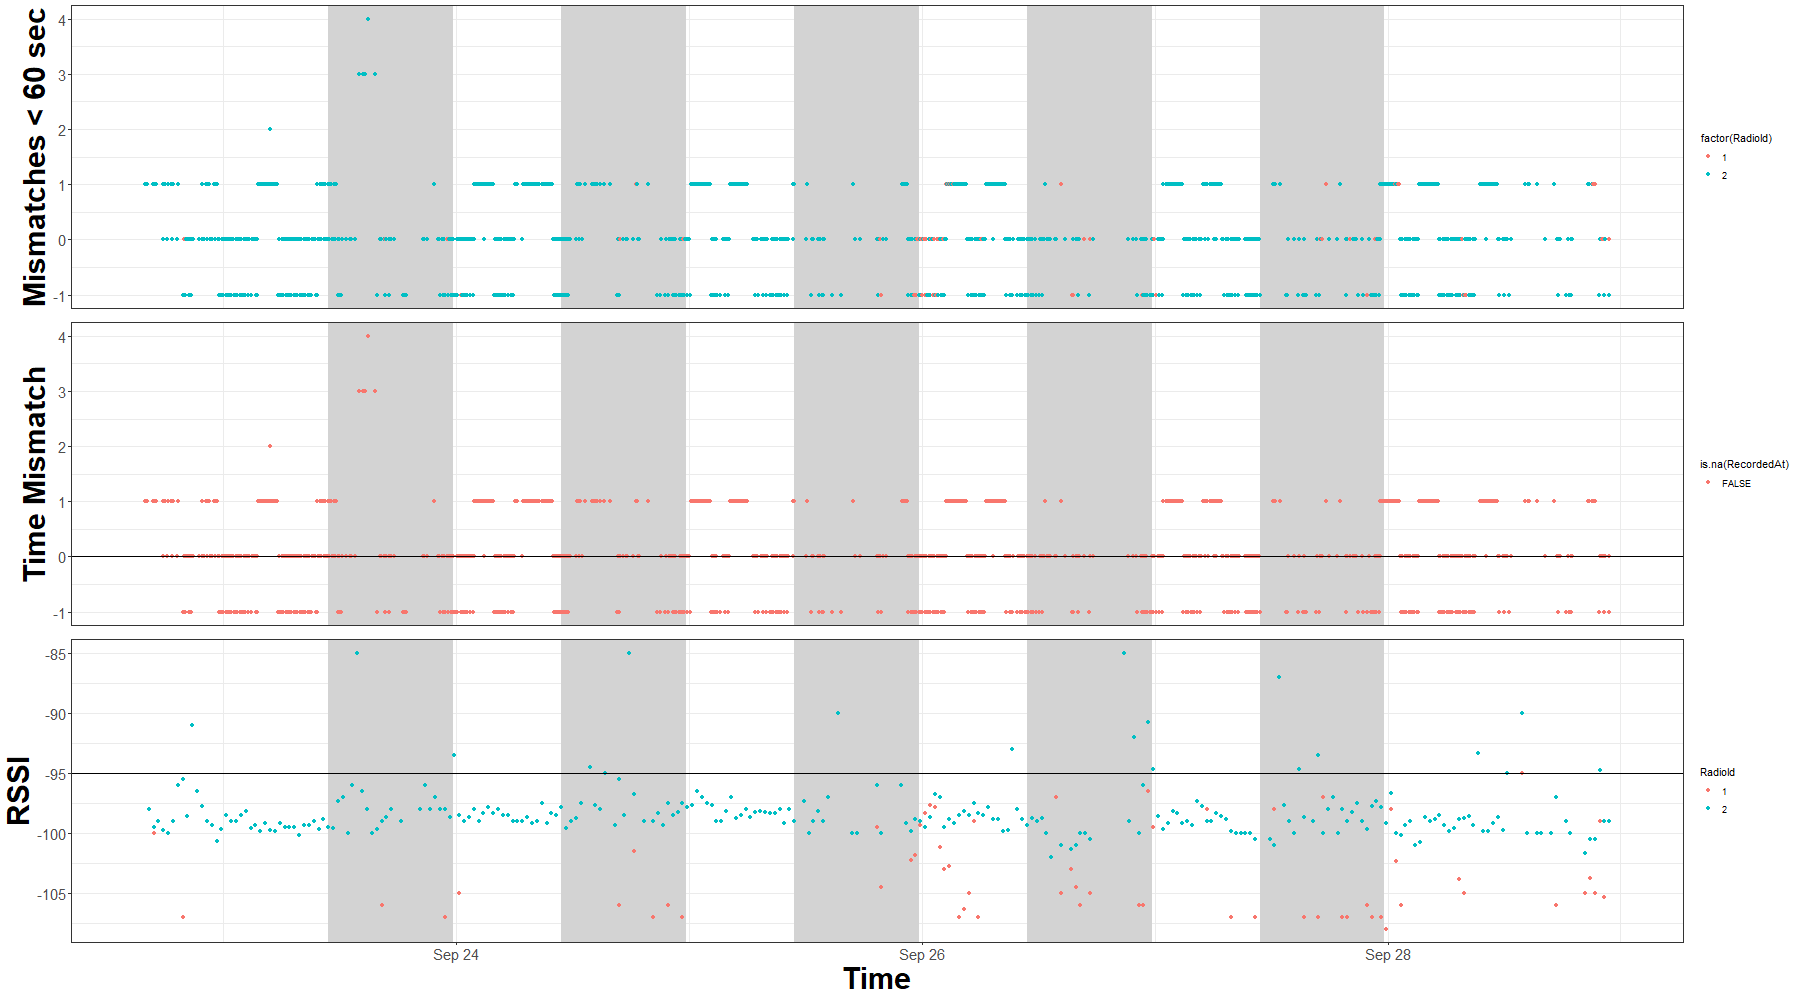 Mismatches < 60 sec
4
3
2
1
0
-1
factor(RadioId)
1
2
Time Mismatch
4
3
2
1
0
-1
is.na(RecordedAt)
FALSE
RSSI
-85
-90
-95
-100
-105
RadioId
1
2
Sep 24
Sep 26
Sep 28
Time